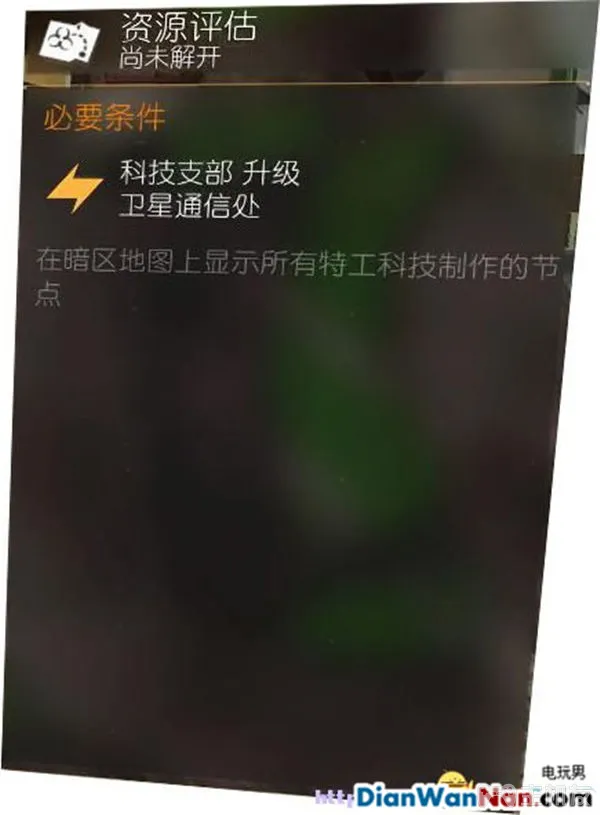 资源评估
尚未解开
必要条件
科技支部 升级
卫星通信处
在暗区地图上显示所有特工科技制作的节
点
电玩男
DianWanNan.com